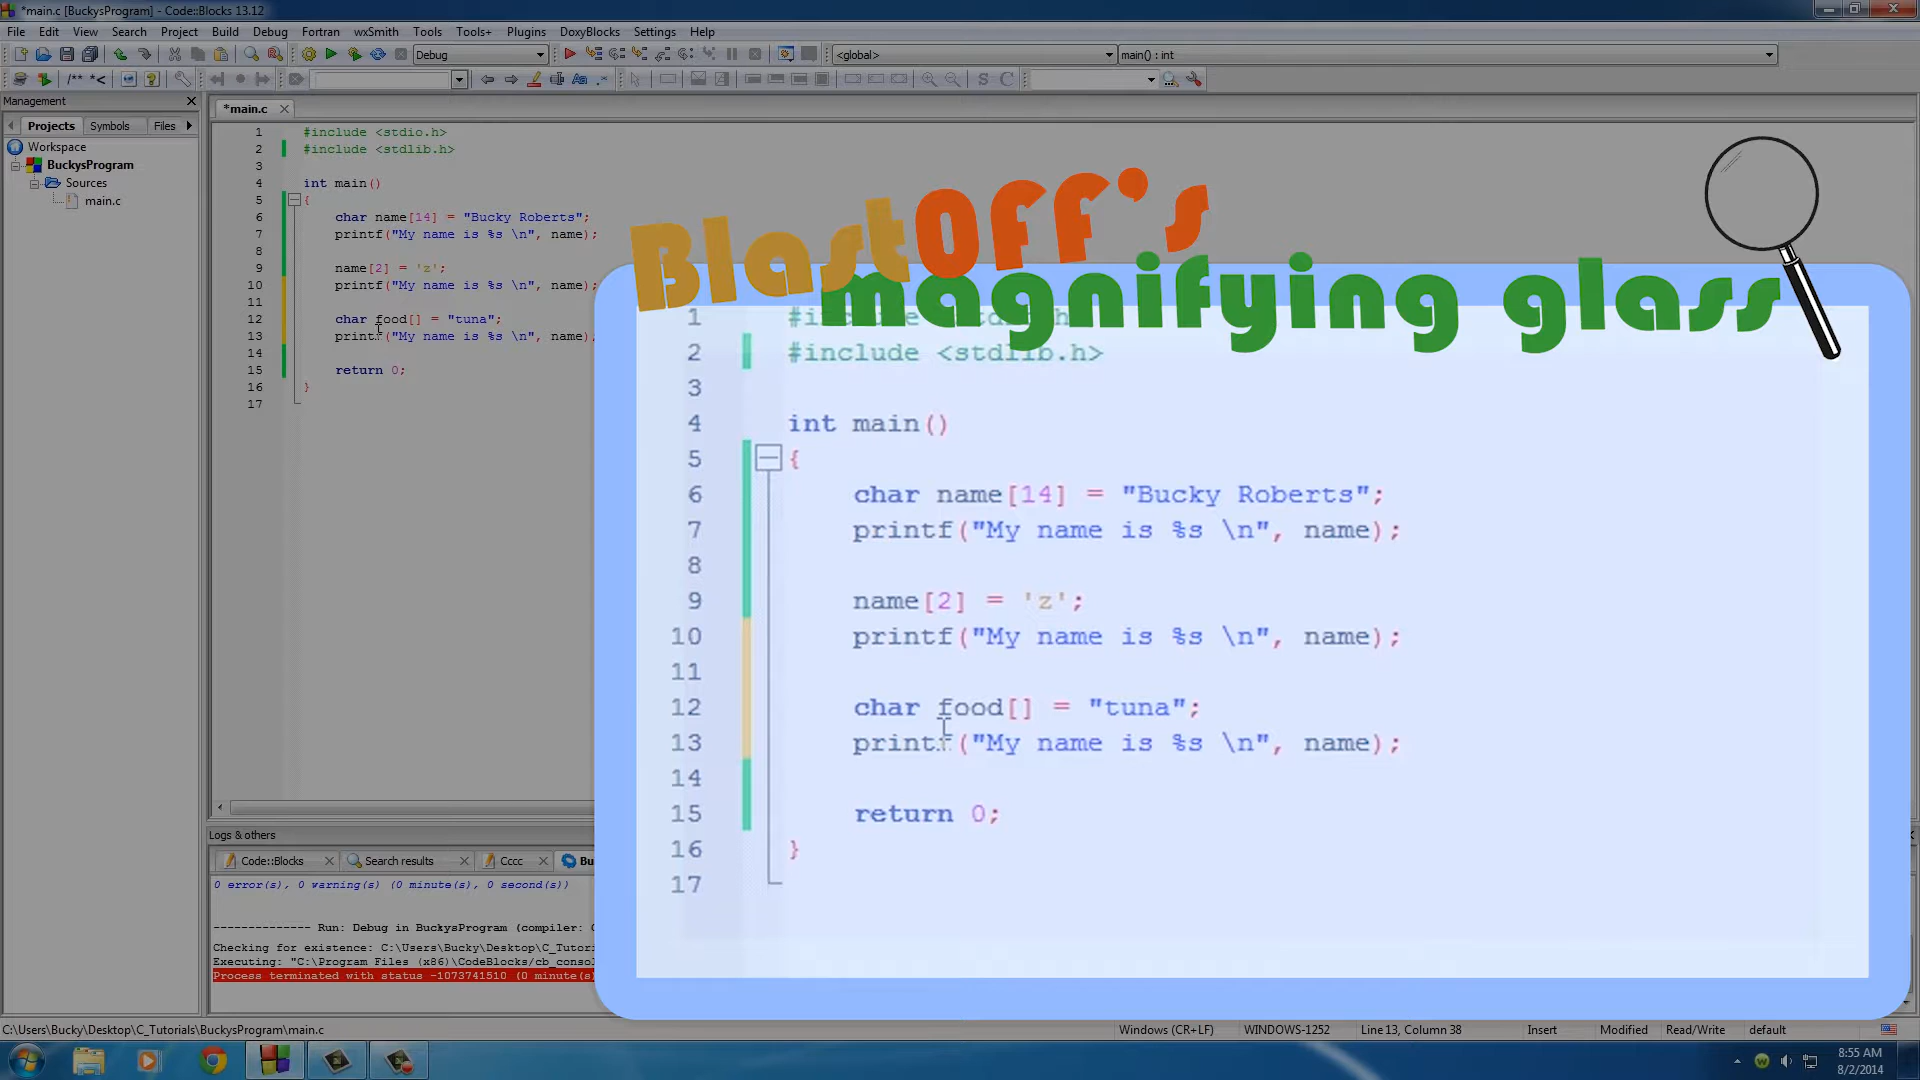 *main.c [BuckysProgram] - Code::Blocks 13.12
File Edit View Search Project Build Debug Fortran wxSmith Tools Tools+ Plugins DoxyBlocks Settings Help
Debug
<global>
main() : int
/** *<
S C
Management
*main.c
Projects Symbols Files
Workspace
BuckysProgram
Sources
main.c
1 #include <stdio.h>
2 #include <stdlib.h>
3
4 int main()
5 {
6 char name[14] = "Bucky Roberts";
7 printf("My name is %s \n", name);
8
9 name[2] = 'z';
10 printf("My name is %s \n", name);
11
12 char food[] = "tuna";
13 printf("My name is %s \n", name);
14
15 return 0;
16 }
17
BlastOFF's
magnifying glass
1
2 #include <stdlib.h>
3
4 int main()
5 {
6 char name[14] = "Bucky Roberts";
7 printf("My name is %s \n", name);
8
9 name[2] = 'z';
10 printf("My name is %s \n", name);
11
12 char food[] = "tuna";
13 printf("My name is %s \n", name);
14
15 return 0;
16 }
17
Logs & others
Code::Blocks Search results Cccc Bu
0 error(s), 0 warning(s) (0 minute(s), 0 second(s))
-------------- Run: Debug in BuckysProgram (compiler:
Checking for existence: C:\Users\Bucky\Desktop\C_Tutori
Executing: "C:\Program Files (x86)\CodeBlocks/cb_consol
Process terminated with status -1073741510 (0 minute(s)
C:\Users\Bucky\Desktop\C_Tutorials\BuckysProgram\main.c
Windows (CR+LF) WINDOWS-1252 Line 13, Column 38 Insert Modified Read/Write default
8:55 AM
8/2/2014